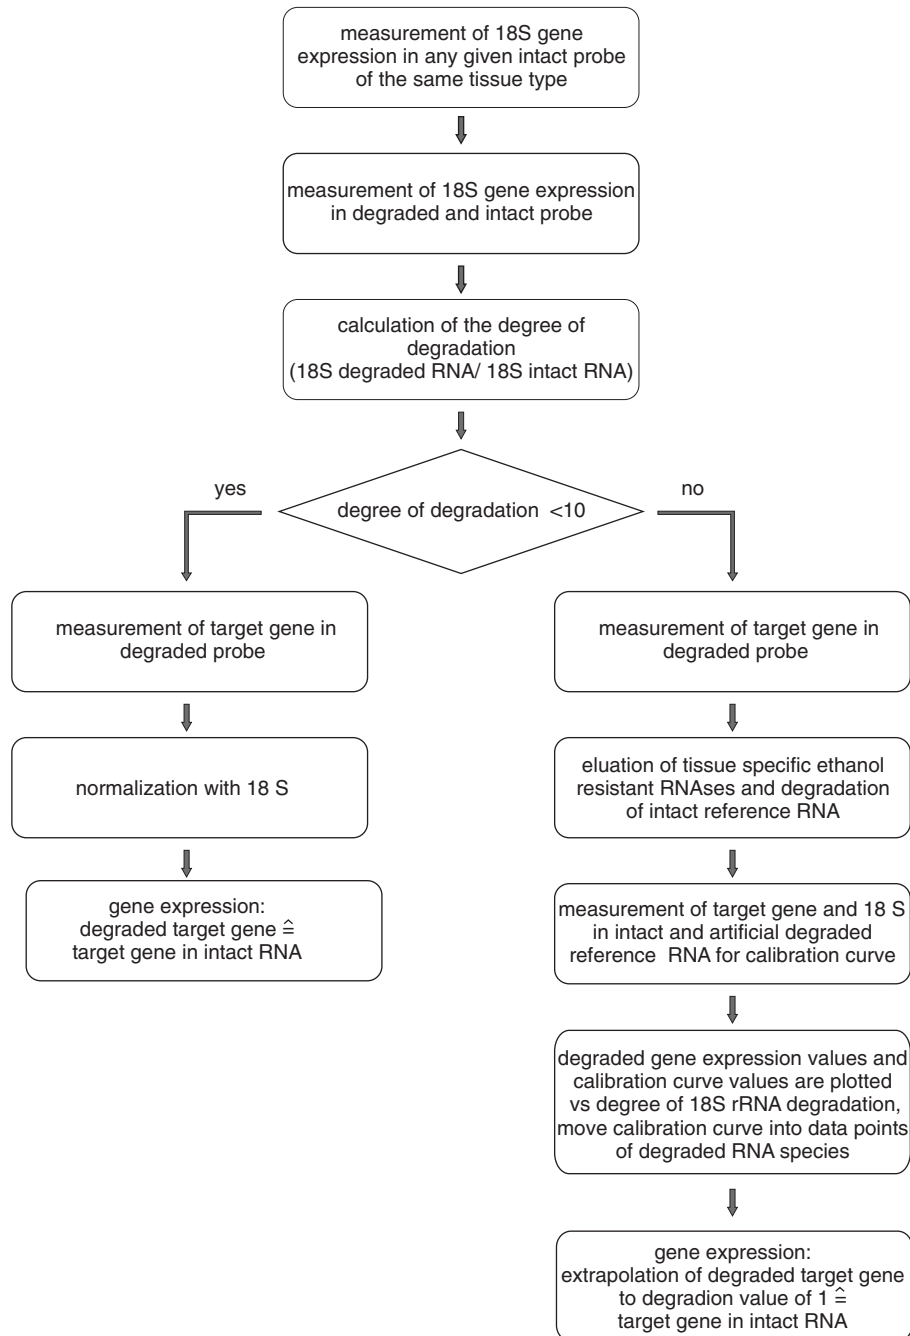 measurement of 18S gene
expression in any given intact probe
of the same tissue type
measurement of 18S gene expression
in degraded and intact probe
calculation of the degree of
degradation
(18S degraded RNA/ 18S intact RNA)
degree of degradation <10
yes
no
measurement of target gene in
degraded probe
normalization with 18 S
gene expression:
degraded target gene ≙
target gene in intact RNA
measurement of target gene in
degraded probe
eluation of tissue specific ethanol
resistant RNAses and degradation
of intact reference RNA
measurement of target gene and 18 S
in intact and artificial degraded
reference RNA for calibration curve
degraded gene expression values and
calibration curve values are plotted
vs degree of 18S rRNA degradation,
move calibration curve into data points
of degraded RNA species
gene expression:
extrapolation of degraded target gene
to degradion value of 1 ≙
target gene in intact RNA